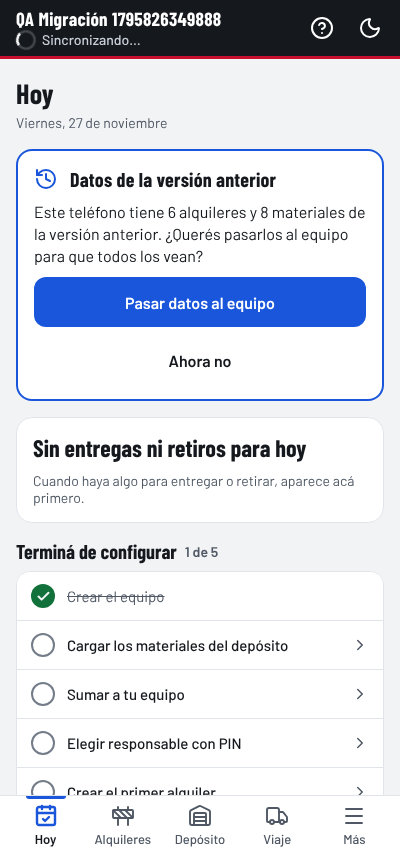 QA Migración 1795826349888
Sincronizando...
Hoy
Viernes, 27 de noviembre
Datos de la versión anterior
Este teléfono tiene 6 alquileres y 8 materiales de
la versión anterior. ¿Querés pasarlos al equipo
para que todos los vean?
Pasar datos al equipo
Ahora no
Sin entregas ni retiros para hoy
Cuando haya algo para entregar o retirar, aparece acá
primero.
Terminá de configurar 1 de 5
Crear el equipo
Cargar los materiales del depósito
Sumar a tu equipo
Elegir responsable con PIN
Crear el primer alquiler
Hoy
Alquileres
Depósito
Viaje
Más